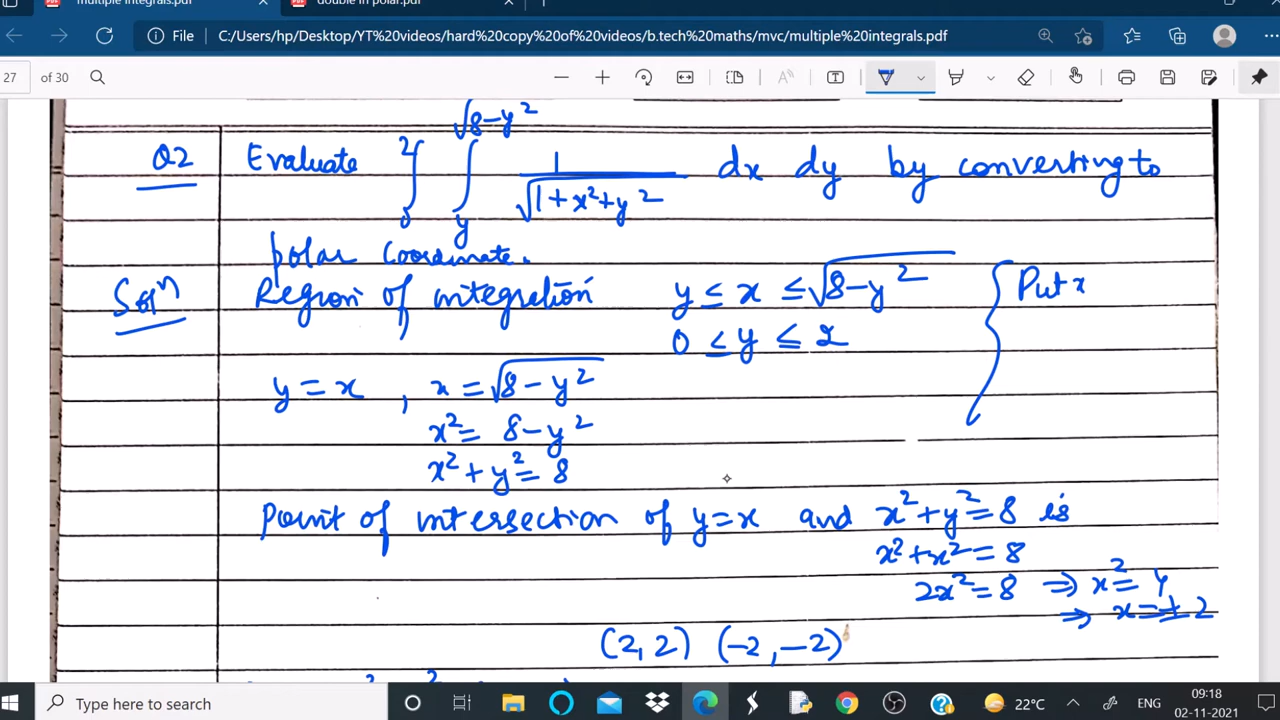 multiple integrals.pdf
double in polar.pdf
File C:/Users/hp/Desktop/YT%20videos/hard%20copy%20of%20videos/b.tech%20maths/mvc/multiple%20integrals.pdf
27 of 30
Q2 Evaluate ∫₀² ∫_y^√(8-y²) 1/√(1+x²+y²) dx dy by converting to
polar coordinate.
Solⁿ Region of integration y ≤ x ≤ √(8-y²) { Put x
0 ≤ y ≤ 2
y = x , x = √(8-y²)
x² = 8-y²
x² + y² = 8
Point of intersection of y=x and x²+y²=8 is
x²+x² = 8
2x² = 8 ⇒ x² = 4
⇒ x = ± 2
(2, 2) (-2, -2)
Type here to search
22°C
ENG
09:18
02-11-2021